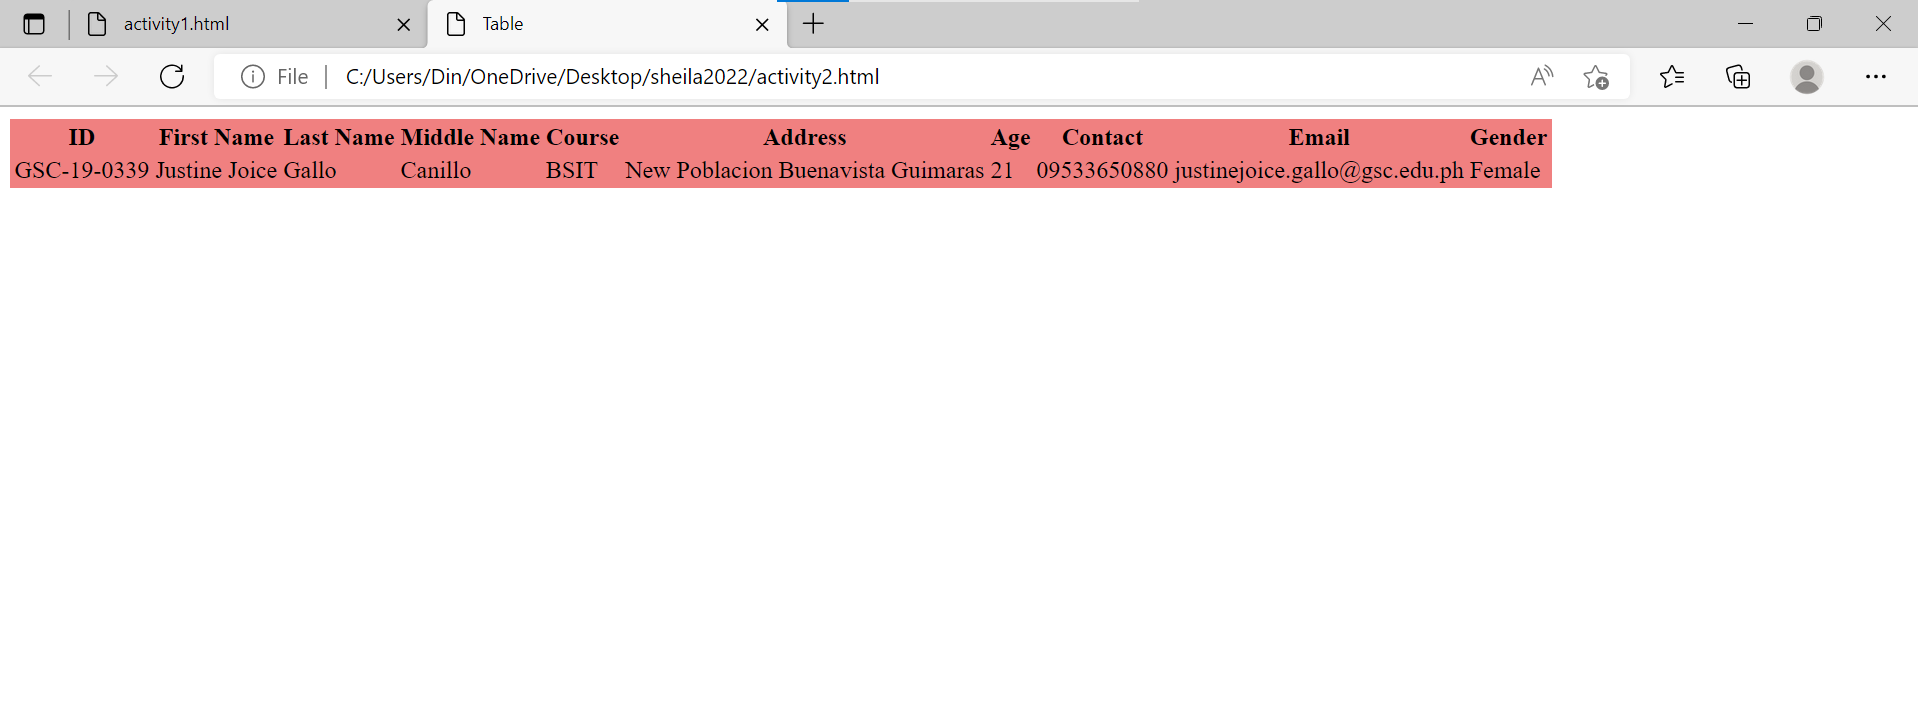 activity1.html
Table
File
C:/Users/Din/OneDrive/Desktop/sheila2022/activity2.html
ID First Name Last Name Middle Name Course Address Age Contact Email Gender
GSC-19-0339 Justine Joice Gallo Canillo BSIT New Poblacion Buenavista Guimaras 21 09533650880 justinejoice.gallo@gsc.edu.ph Female